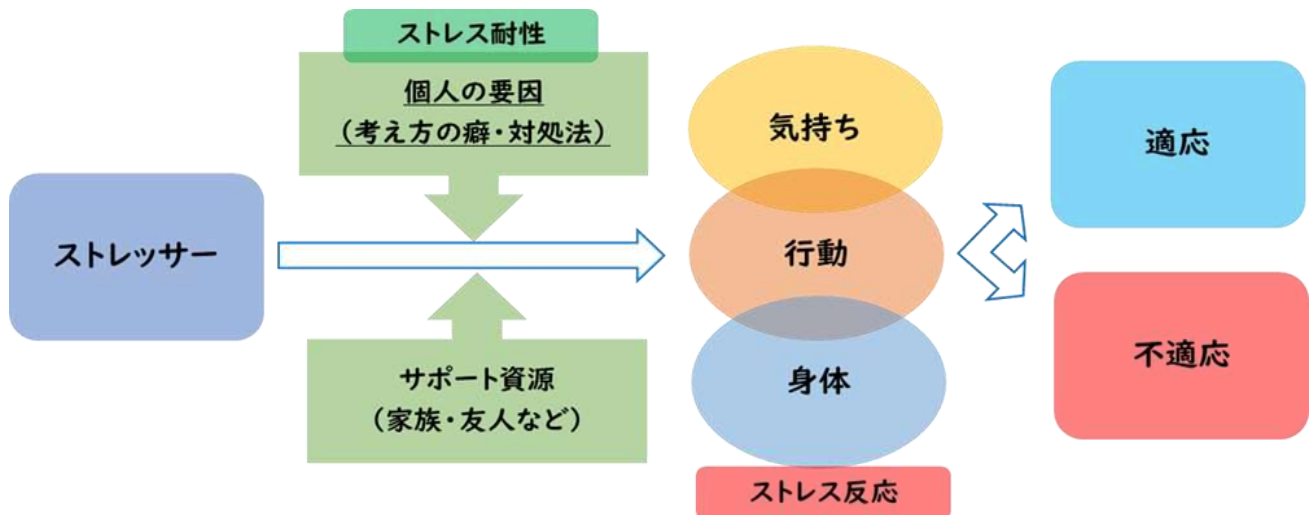 ストレス耐性
個人の要因
（考え方の癖・対処法）
ストレッサー
サポート資源
（家族・友人など）
気持ち
行動
身体
ストレス反応
適応
不適応